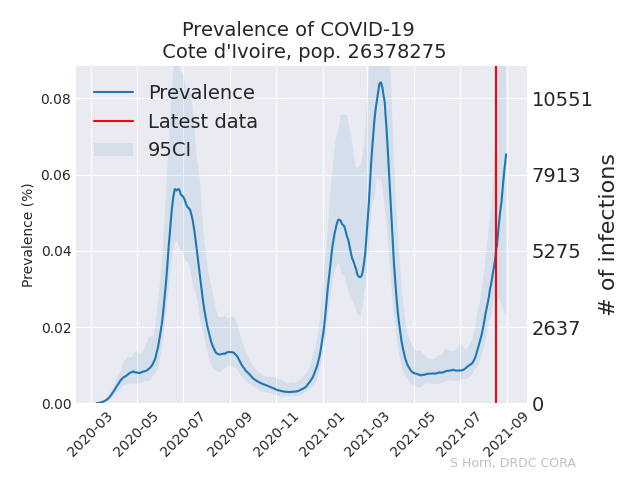 Prevalence of COVID-19
Cote d'Ivoire, pop. 26378275
Prevalence
Latest data
95CI
Prevalence (%)
0.08
0.06
0.04
0.02
0.00
10551
7913
5275
2637
0
# of infections
2020-03
2020-05
2020-07
2020-09
2020-11
2021-01
2021-03
2021-05
2021-07
2021-09
S Horn, DRDC CORA